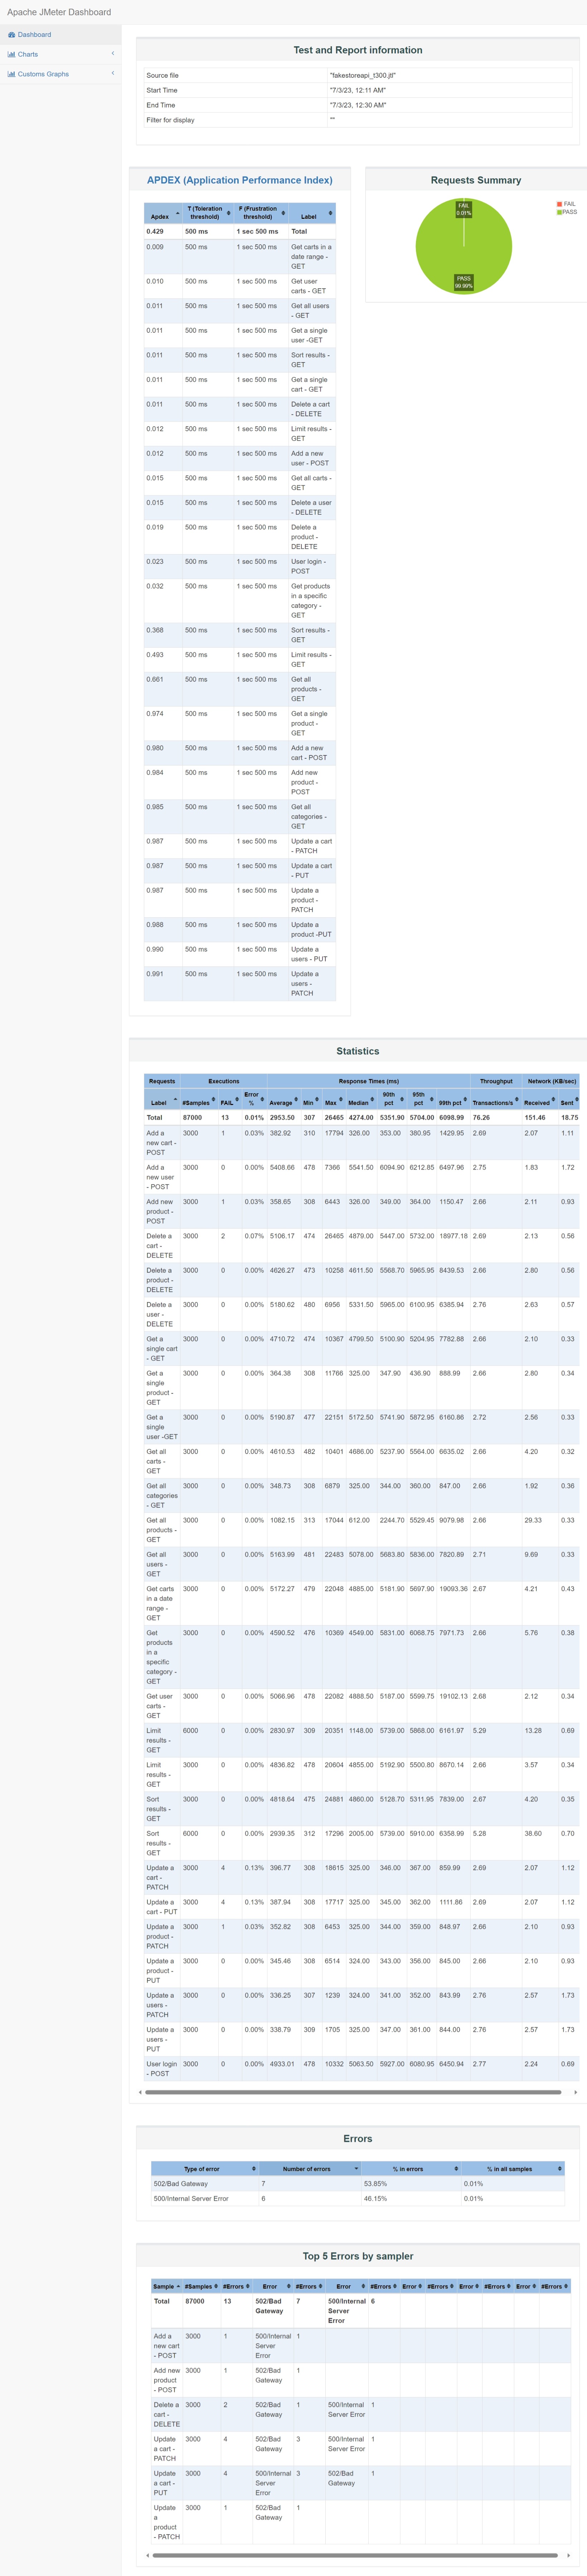 Apache JMeter Dashboard
Dashboard
Charts
Customs Graphs
Test and Report information
Source file "fakestoreapi_t300.jtl"
Start Time "7/3/23, 12:11 AM"
End Time "7/3/23, 12:30 AM"
Filter for display ""
APDEX (Application Performance Index)
Apdex T (Toleration threshold) F (Frustration threshold) Label
0.429 500 ms 1 sec 500 ms Total
0.009 500 ms 1 sec 500 ms Get carts in a date range - GET
0.010 500 ms 1 sec 500 ms Get user carts - GET
0.011 500 ms 1 sec 500 ms Get all users - GET
0.011 500 ms 1 sec 500 ms Get a single user -GET
0.011 500 ms 1 sec 500 ms Sort results - GET
0.011 500 ms 1 sec 500 ms Get a single cart - GET
0.011 500 ms 1 sec 500 ms Delete a cart - DELETE
0.012 500 ms 1 sec 500 ms Limit results - GET
0.012 500 ms 1 sec 500 ms Add a new user - POST
0.015 500 ms 1 sec 500 ms Get all carts - GET
0.015 500 ms 1 sec 500 ms Delete a user - DELETE
0.019 500 ms 1 sec 500 ms Delete a product - DELETE
0.023 500 ms 1 sec 500 ms User login - POST
0.032 500 ms 1 sec 500 ms Get products in a specific category - GET
0.368 500 ms 1 sec 500 ms Sort results - GET
0.493 500 ms 1 sec 500 ms Limit results - GET
0.661 500 ms 1 sec 500 ms Get all products - GET
0.974 500 ms 1 sec 500 ms Get a single product - GET
0.980 500 ms 1 sec 500 ms Add a new cart - POST
0.984 500 ms 1 sec 500 ms Add new product - POST
0.985 500 ms 1 sec 500 ms Get all categories - GET
0.987 500 ms 1 sec 500 ms Update a cart - PATCH
0.987 500 ms 1 sec 500 ms Update a cart - PUT
0.987 500 ms 1 sec 500 ms Update a product - PATCH
0.988 500 ms 1 sec 500 ms Update a product -PUT
0.990 500 ms 1 sec 500 ms Update a users - PUT
0.991 500 ms 1 sec 500 ms Update a users - PATCH
Requests Summary
FAIL 0.01%
PASS 99.99%
FAIL
PASS
Statistics
Requests Executions Response Times (ms) Throughput Network (KB/sec)
Label #Samples FAIL Error % Average Min Max Median 90th pct 95th pct 99th pct Transactions/s Received Sent
Total 87000 13 0.01% 2953.50 307 26465 4274.00 5351.90 5704.00 6098.99 76.26 151.46 18.75
Add a new cart - POST 3000 1 0.03% 382.92 310 17794 326.00 353.00 380.95 1429.95 2.69 2.07 1.11
Add a new user - POST 3000 0 0.00% 5408.66 478 7366 5541.50 6094.90 6212.85 6497.96 2.75 1.83 1.72
Add new product - POST 3000 1 0.03% 358.65 308 6443 326.00 349.00 364.00 1150.47 2.66 2.11 0.93
Delete a cart - DELETE 3000 2 0.07% 5106.17 474 26465 4879.00 5447.00 5732.00 18977.18 2.69 2.13 0.56
Delete a product - DELETE 3000 0 0.00% 4626.27 473 10258 4611.50 5568.70 5965.95 8439.53 2.66 2.80 0.56
Delete a user - DELETE 3000 0 0.00% 5180.62 480 6956 5331.50 5965.00 6100.95 6385.94 2.76 2.63 0.57
Get a single cart - GET 3000 0 0.00% 4710.72 474 10367 4799.50 5100.90 5204.95 7782.88 2.66 2.10 0.33
Get a single product - GET 3000 0 0.00% 364.38 308 11766 325.00 347.90 436.90 888.99 2.66 2.80 0.34
Get a single user -GET 3000 0 0.00% 5190.87 477 22151 5172.50 5741.90 5872.95 6160.86 2.72 2.56 0.33
Get all carts - GET 3000 0 0.00% 4610.53 482 10401 4686.00 5237.90 5564.00 6635.02 2.66 4.20 0.32
Get all categories - GET 3000 0 0.00% 348.73 308 6879 325.00 344.00 360.00 847.00 2.66 1.92 0.36
Get all products - GET 3000 0 0.00% 1082.15 313 17044 612.00 2244.70 5529.45 9079.98 2.66 29.33 0.33
Get all users - GET 3000 0 0.00% 5163.99 481 22483 5078.00 5683.80 5836.00 7820.89 2.71 9.69 0.33
Get carts in a date range - GET 3000 0 0.00% 5172.27 479 22048 4885.00 5181.90 5697.90 19093.36 2.67 4.21 0.43
Get products in a specific category - GET 3000 0 0.00% 4590.52 476 10369 4549.00 5831.00 6068.75 7971.73 2.66 5.76 0.38
Get user carts - GET 3000 0 0.00% 5066.96 478 22082 4888.50 5187.00 5599.75 19102.13 2.68 2.12 0.34
Limit results - GET 6000 0 0.00% 2830.97 309 20351 1148.00 5739.00 5868.00 6161.97 5.29 13.28 0.69
Limit results - GET 3000 0 0.00% 4836.82 478 20604 4855.00 5192.90 5500.80 8670.14 2.66 3.57 0.34
Sort results - GET 3000 0 0.00% 4818.64 475 24881 4860.00 5128.70 5311.95 7839.00 2.67 4.20 0.35
Sort results - GET 6000 0 0.00% 2939.35 312 17296 2005.00 5739.00 5910.00 6358.99 5.28 38.60 0.70
Update a cart - PATCH 3000 4 0.13% 396.77 308 18615 325.00 346.00 367.00 859.99 2.69 2.07 1.12
Update a cart - PUT 3000 4 0.13% 387.94 308 17717 325.00 345.00 362.00 1111.86 2.69 2.07 1.12
Update a product - PATCH 3000 1 0.03% 352.82 308 6453 325.00 344.00 359.00 848.97 2.66 2.10 0.93
Update a product - PUT 3000 0 0.00% 345.46 308 6514 324.00 343.00 356.00 845.00 2.66 2.10 0.93
Update a users - PATCH 3000 0 0.00% 336.25 307 1239 324.00 341.00 352.00 843.99 2.76 2.57 1.73
Update a users - PUT 3000 0 0.00% 338.79 309 1705 325.00 347.00 361.00 844.00 2.76 2.57 1.73
User login - POST 3000 0 0.00% 4933.01 478 10332 5063.50 5927.00 6080.95 6450.94 2.77 2.24 0.69
Errors
Type of error Number of errors % in errors % in all samples
502/Bad Gateway 7 53.85% 0.01%
500/Internal Server Error 6 46.15% 0.01%
Top 5 Errors by sampler
Sample #Samples #Errors Error #Errors Error #Errors Error #Errors Error #Errors Error #Errors
Total 87000 13 502/Bad Gateway 7 500/Internal Server Error 6
Add a new cart - POST 3000 1 500/Internal Server Error 1
Add new product - POST 3000 1 502/Bad Gateway 1
Delete a cart - DELETE 3000 2 502/Bad Gateway 1 500/Internal Server Error 1
Update a cart - PATCH 3000 4 502/Bad Gateway 3 500/Internal Server Error 1
Update a cart - PUT 3000 4 500/Internal Server Error 3 502/Bad Gateway 1
Update a product - PATCH 3000 1 502/Bad Gateway 1